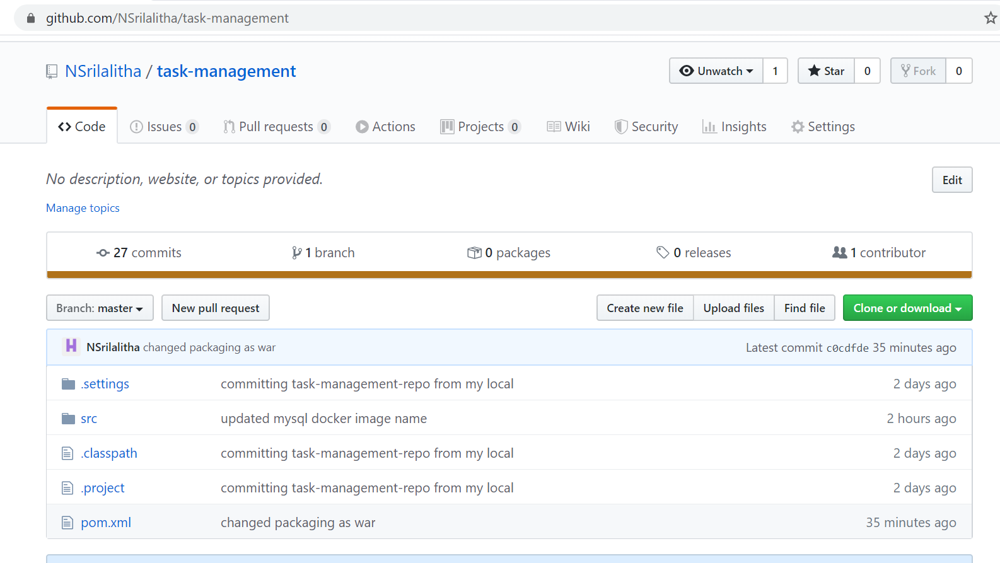 github.com/NSrilalitha/task-management
NSrilalitha / task-management
Unwatch 1 Star 0 Fork 0
Code Issues 0 Pull requests 0 Actions Projects 0 Wiki Security Insights Settings
No description, website, or topics provided. Edit
Manage topics
27 commits 1 branch 0 packages 0 releases 1 contributor
Branch: master New pull request Create new file Upload files Find file Clone or download
NSrilalitha changed packaging as war Latest commit c0cdfde 35 minutes ago
.settings committing task-management-repo from my local 2 days ago
src updated mysql docker image name 2 hours ago
.classpath committing task-management-repo from my local 2 days ago
.project committing task-management-repo from my local 2 days ago
pom.xml changed packaging as war 35 minutes ago